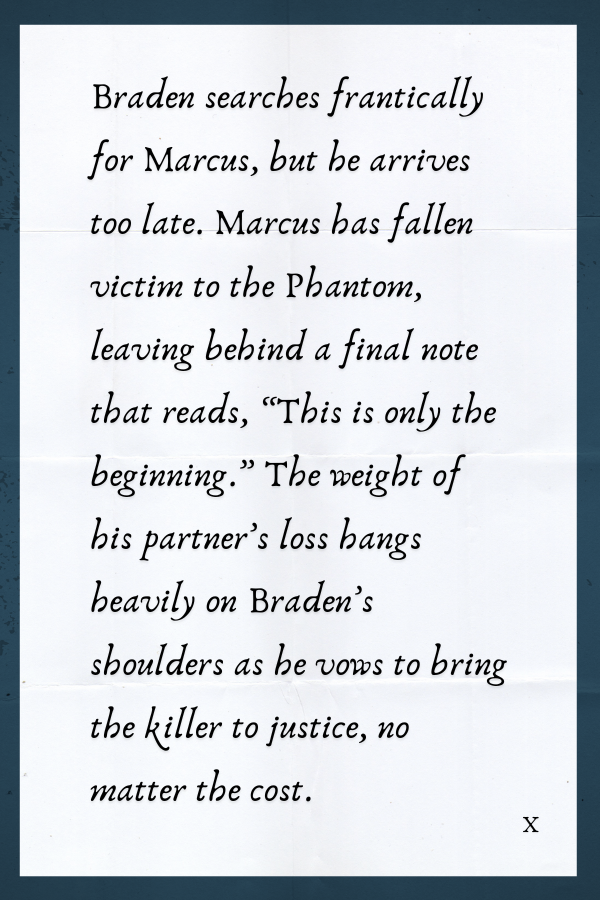 Braden searches frantically
for Marcus, but he arrives
too late. Marcus has fallen
victim to the Phantom,
leaving behind a final note
that reads, “This is only the
beginning.” The weight of
his partner’s loss hangs
heavily on Braden’s
shoulders as he vows to bring
the killer to justice, no
matter the cost.
X